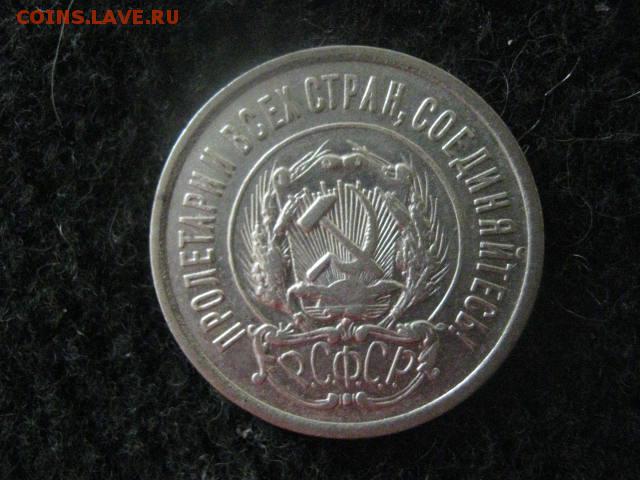 COINS.LAVE.RU
ПРОЛЕТАРИИ ВСЕХ СТРАН, СОЕДИНЯЙТЕСЬ!
Р.С.Ф.С.Р.